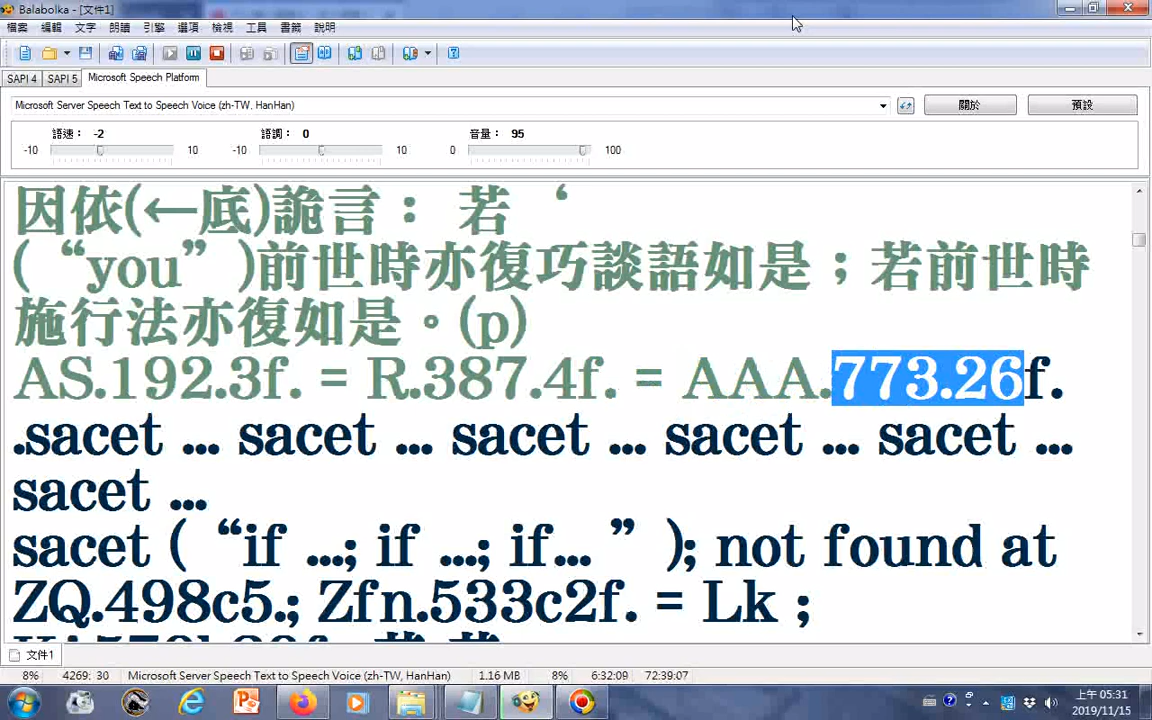 Balabolka - [文件1]
檔案 編輯 文字 朗讀 引擎 選項 檢視 工具 書籤 說明
SAPI 4 SAPI 5 Microsoft Speech Platform
Microsoft Server Speech Text to Speech Voice (zh-TW, HanHan) 關於 預設
語速： -2 語調： 0 音量： 95
-10 10 -10 10 0 100
因依(←底)詭言： 若‘
(“you”)前世時亦復巧談語如是；若前世時
施行法亦復如是。(p)
AS.192.3f. = R.387.4f. = AAA.773.26f.
.sacet ... sacet ... sacet ... sacet ... sacet ...
sacet ...
sacet (“if ...; if ...; if... ”); not found at
ZQ.498c5.; Zfn.533c2f. = Lk ;
文件1
8% 4269: 30 Microsoft Server Speech Text to Speech Voice (zh-TW, HanHan) 1.16 MB 8% 6:32:09 72:39:07
上午 05:31
2019/11/15